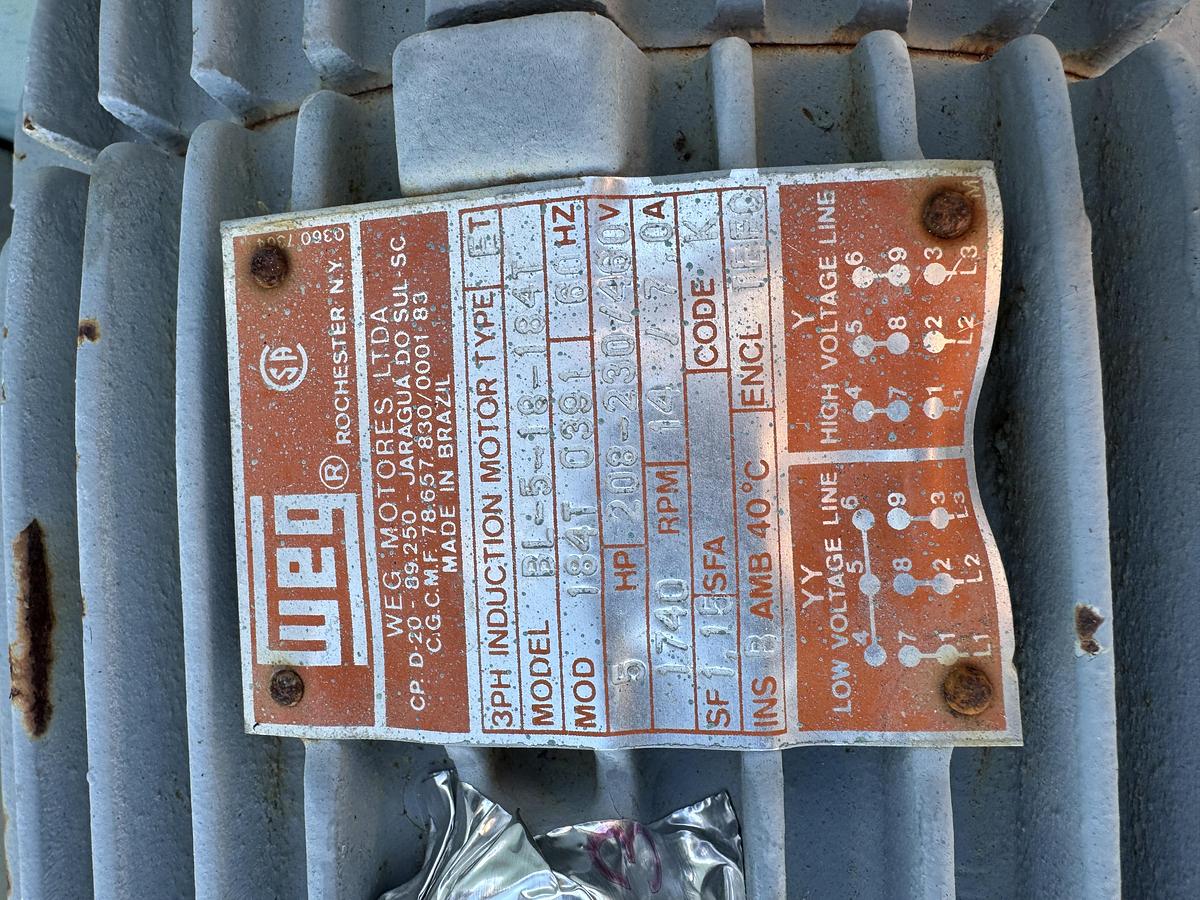 weg ® ROCHESTER N.Y.
WEG MOTORES LTDA
CP. D-20 - 89.250 - JARAGUA DO SUL-SC
C.G.C.M.F. 78.657.830/0001 83
MADE IN BRAZIL
3PH INDUCTION MOTOR TYPE ET
MODEL BL-5-18-184T
MOD 184T 0391 60 HZ
5 HP 208-230/460 V
1740 RPM 14 /7.0 A
SF 1.15 SFA CODE K
INS B AMB 40°C ENCL TEFC
YY
LOW VOLTAGE LINE
4 5 6
7 8 9
1 2 3
L1 L2 L3
Y
HIGH VOLTAGE LINE
4 5 6
7 8 9
1 2 3
L1 L2 L3